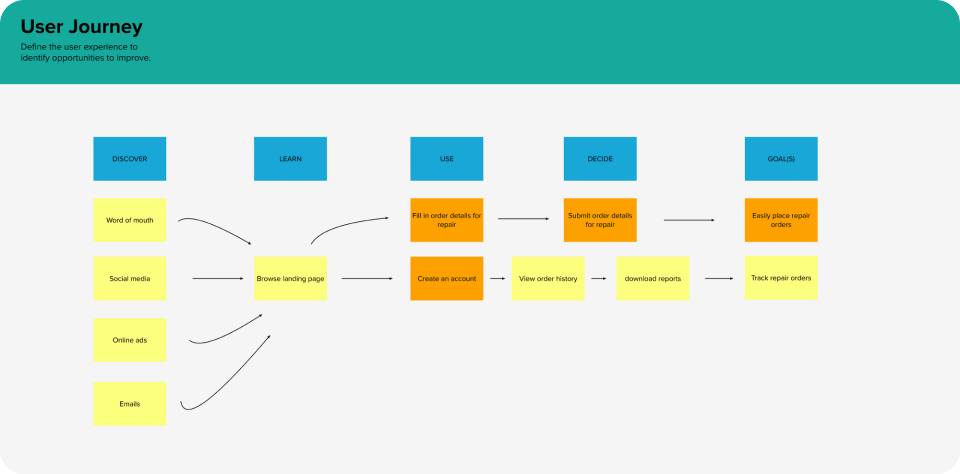 User Journey
Define the user experience to
identify opportunities to improve.
DISCOVER
LEARN
USE
DECIDE
GOAL(S)
Word of mouth
Fill in order details for
repair
Submit order details
for repair
Easily place repair
orders
Social media
Browse landing page
Create an account
View order history
download reports
Track repair orders
Online ads
Emails